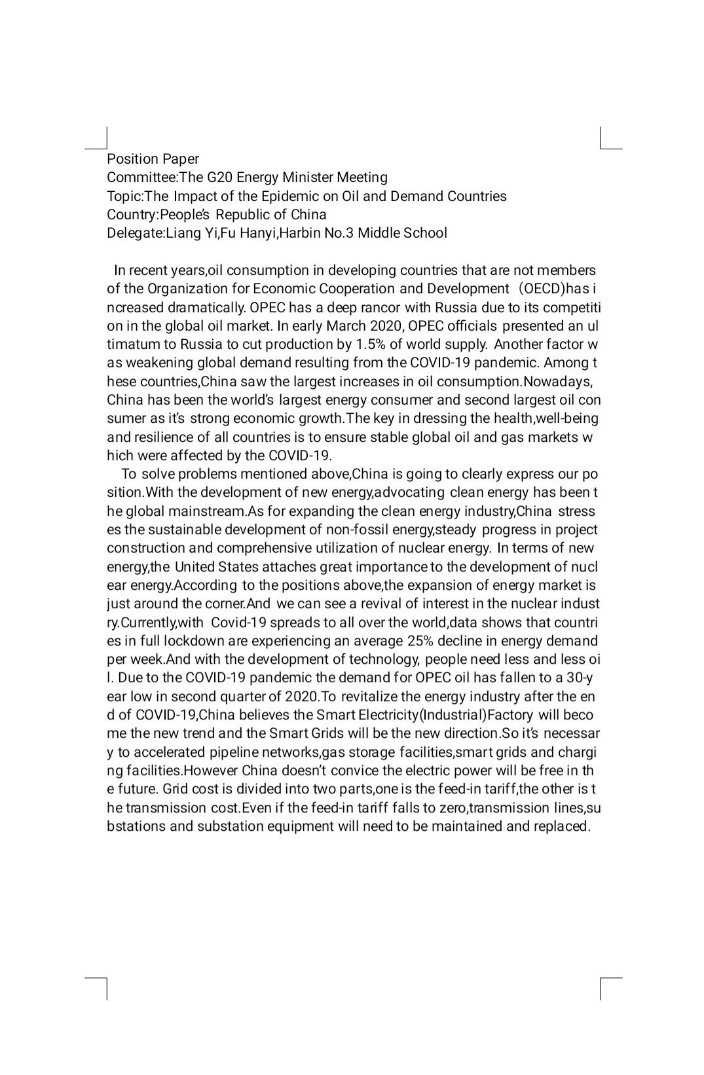 Position Paper
Committee:The G20 Energy Minister Meeting
Topic:The Impact of the Epidemic on Oil and Demand Countries
Country:People's Republic of China
Delegate:Liang Yi,Fu Hanyi,Harbin No.3 Middle School
In recent years,oil consumption in developing countries that are not members
of the Organization for Economic Cooperation and Development（OECD)has i
ncreased dramatically. OPEC has a deep rancor with Russia due to its competiti
on in the global oil market. In early March 2020, OPEC officials presented an ul
timatum to Russia to cut production by 1.5% of world supply. Another factor w
as weakening global demand resulting from the COVID-19 pandemic. Among t
hese countries,China saw the largest increases in oil consumption.Nowadays,
China has been the world's largest energy consumer and second largest oil con
sumer as it's strong economic growth.The key in dressing the health,well-being
and resilience of all countries is to ensure stable global oil and gas markets w
hich were affected by the COVID-19.
To solve problems mentioned above,China is going to clearly express our po
sition.With the development of new energy,advocating clean energy has been t
he global mainstream.As for expanding the clean energy industry,China stress
es the sustainable development of non-fossil energy,steady progress in project
construction and comprehensive utilization of nuclear energy. In terms of new
energy,the United States attaches great importance to the development of nucl
ear energy.According to the positions above,the expansion of energy market is
just around the corner.And we can see a revival of interest in the nuclear indust
ry.Currently,with Covid-19 spreads to all over the world,data shows that countri
es in full lockdown are experiencing an average 25% decline in energy demand
per week.And with the development of technology, people need less and less oi
l. Due to the COVID-19 pandemic the demand for OPEC oil has fallen to a 30-y
ear low in second quarter of 2020.To revitalize the energy industry after the en
d of COVID-19,China believes the Smart Electricity(Industrial)Factory will beco
me the new trend and the Smart Grids will be the new direction.So it's necessar
y to accelerated pipeline networks,gas storage facilities,smart grids and chargi
ng facilities.However China doesn't convice the electric power will be free in th
e future. Grid cost is divided into two parts,one is the feed-in tariff,the other is t
he transmission cost.Even if the feed-in tariff falls to zero,transmission lines,su
bstations and substation equipment will need to be maintained and replaced.